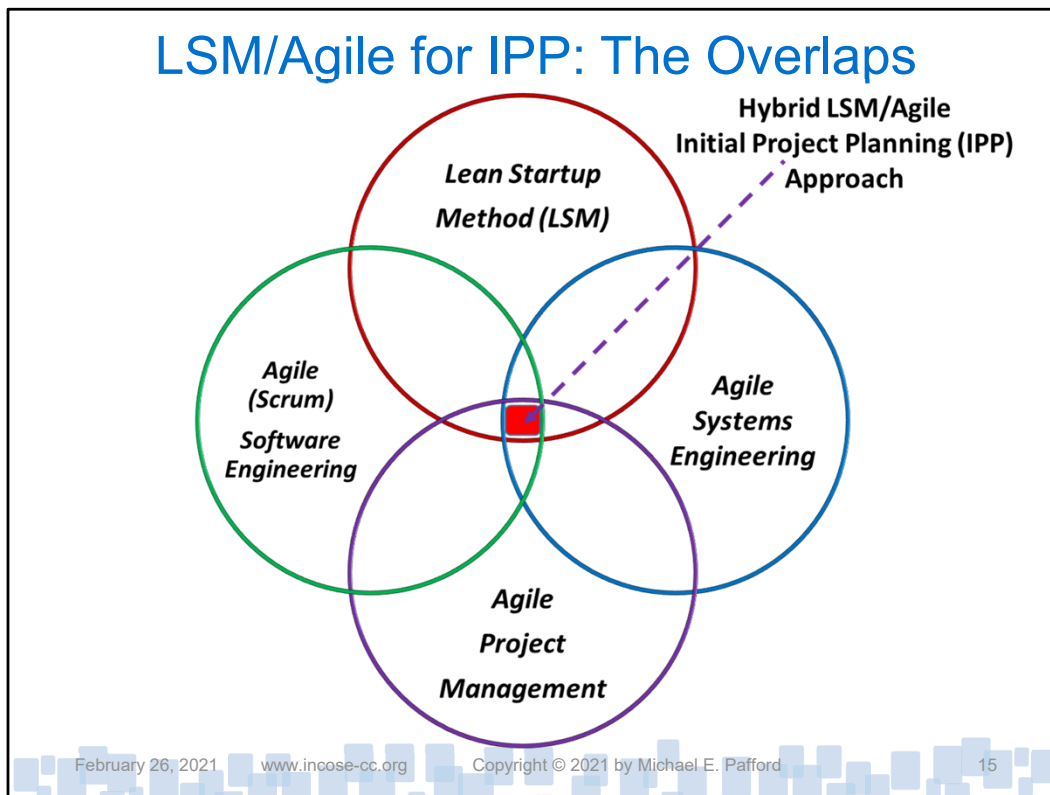 LSM/Agile for IPP: The Overlaps
Hybrid LSM/Agile
Initial Project Planning (IPP)
Approach
Lean Startup
Method (LSM)
Agile
(Scrum)
Software
Engineering
Agile
Systems
Engineering
Agile
Project
Management
February 26, 2021 www.incose-cc.org Copyright © 2021 by Michael E. Pafford 15